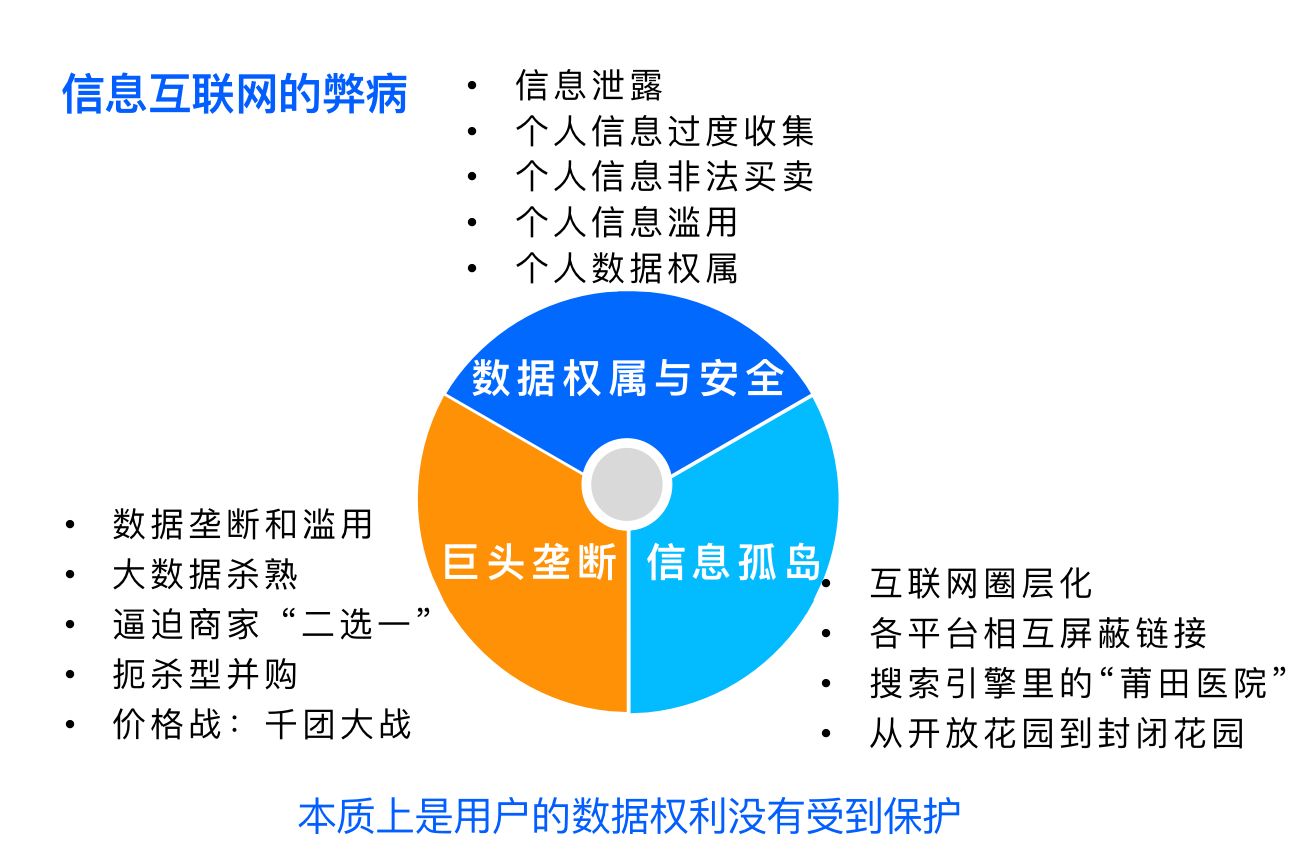 信息互联网的弊病
• 信息泄露
• 个人信息过度收集
• 个人信息非法买卖
• 个人信息滥用
• 个人数据权属
数据权属与安全
巨头垄断
信息孤岛
• 数据垄断和滥用
• 大数据杀熟
• 逼迫商家“二选一”
• 扼杀型并购
• 价格战：千团大战
• 互联网圈层化
• 各平台相互屏蔽链接
• 搜索引擎里的“莆田医院”
• 从开放花园到封闭花园
本质上是用户的数据权利没有受到保护